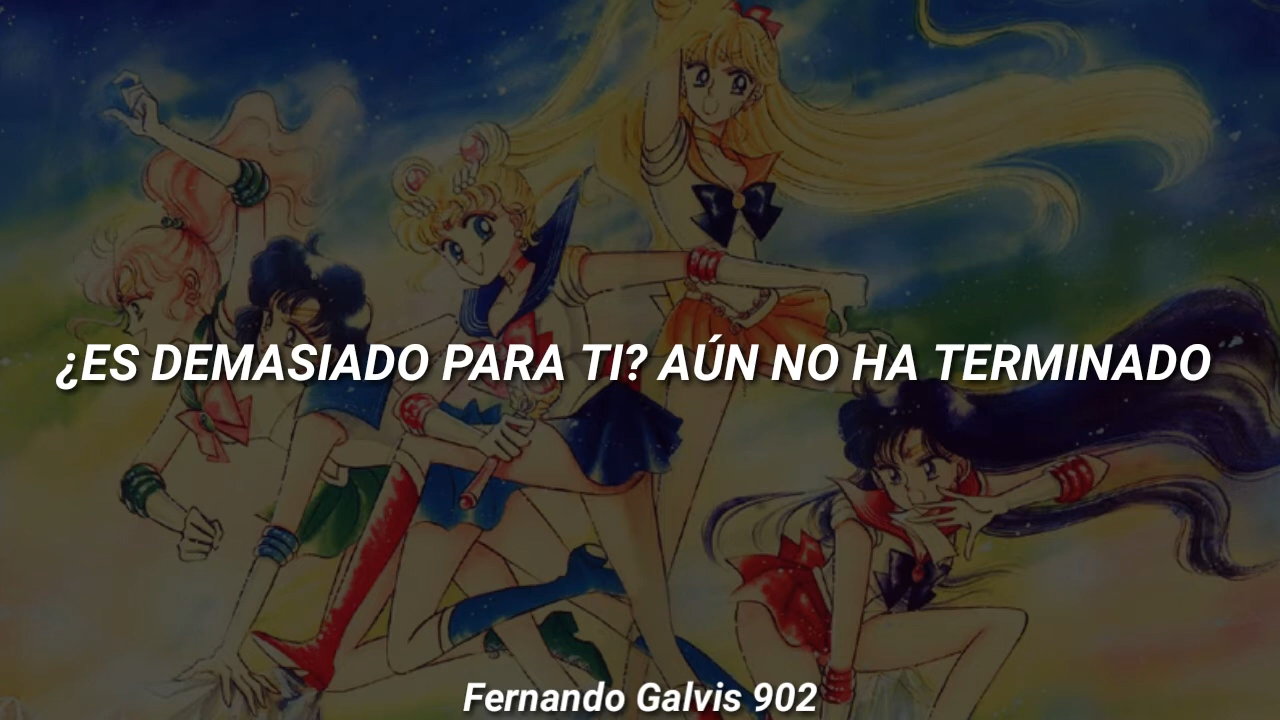 ¿ES DEMASIADO PARA TI? AÚN NO HA TERMINADO
Fernando Galvis 902